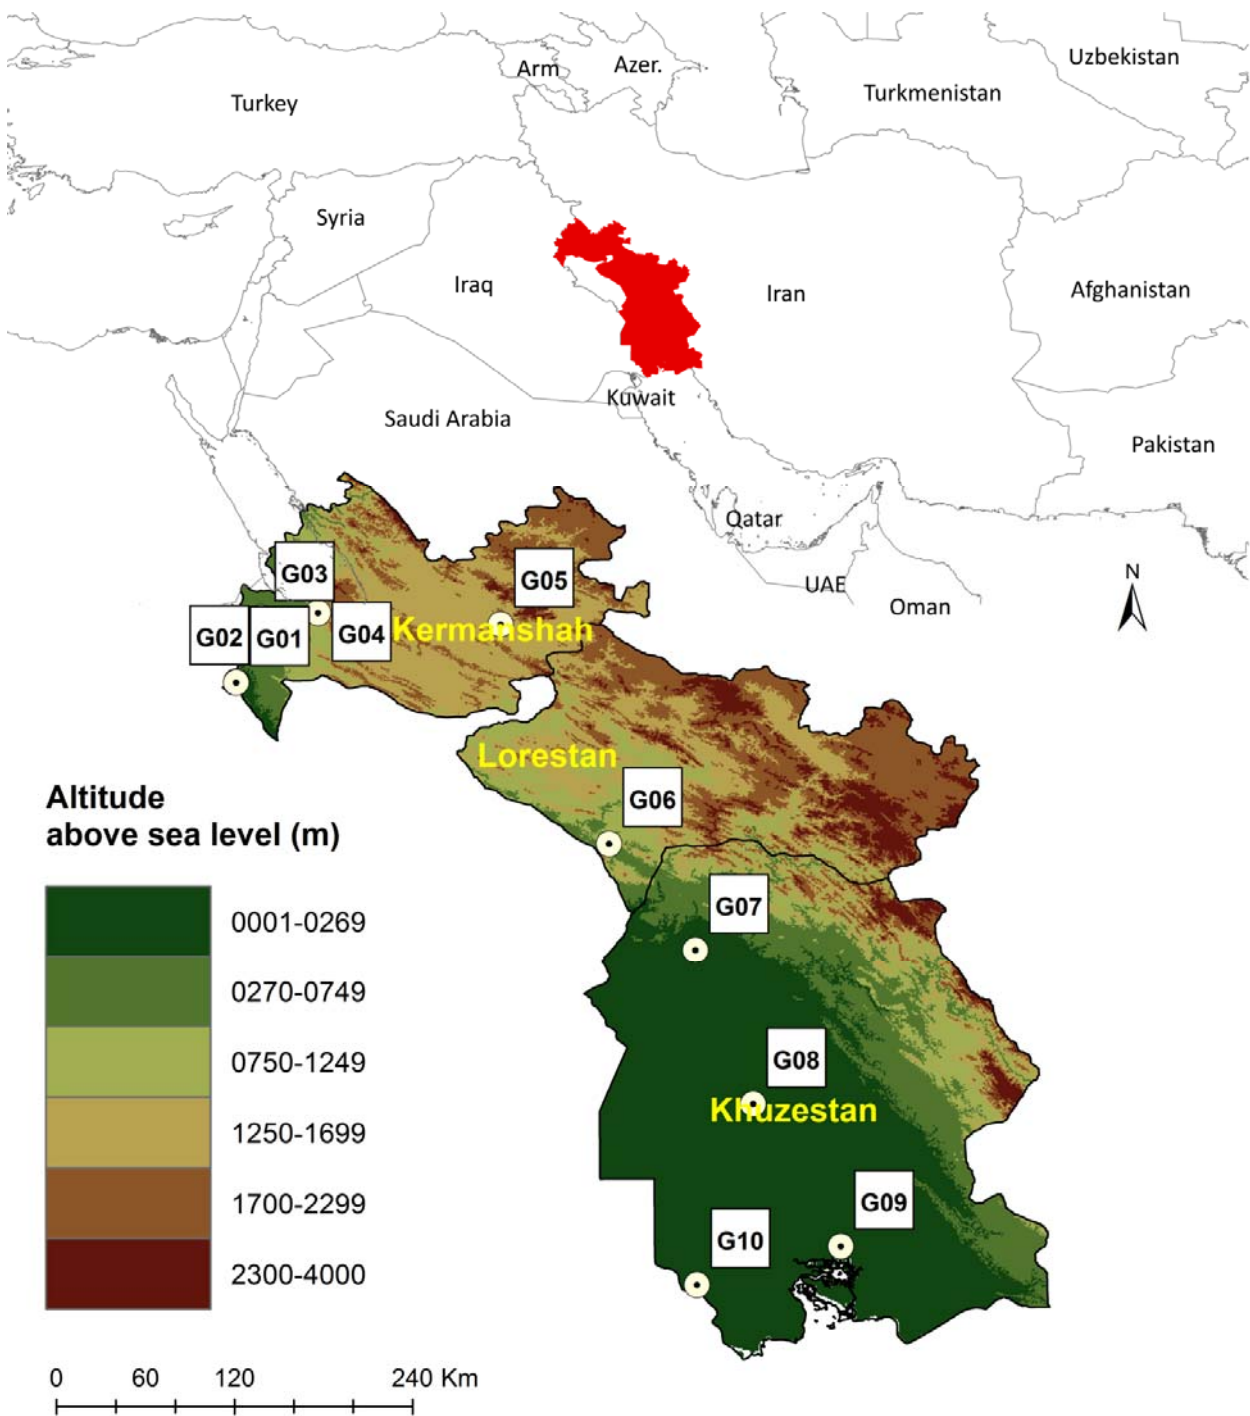 Uzbekistan
Arm
Azer.
Turkey
Turkmenistan
Syria
Iraq
Iran
Afghanistan
Kuwait
Saudi Arabia
Pakistan
Qatar
UAE
Oman
N
G03
G05
G02
G01
G04
Kermanshah
Lorestan
G06
Altitude
above sea level (m)
G07
0001-0269
0270-0749
0750-1249
1250-1699
1700-2299
2300-4000
G08
Khuzestan
G09
G10
0 60 120 240 Km